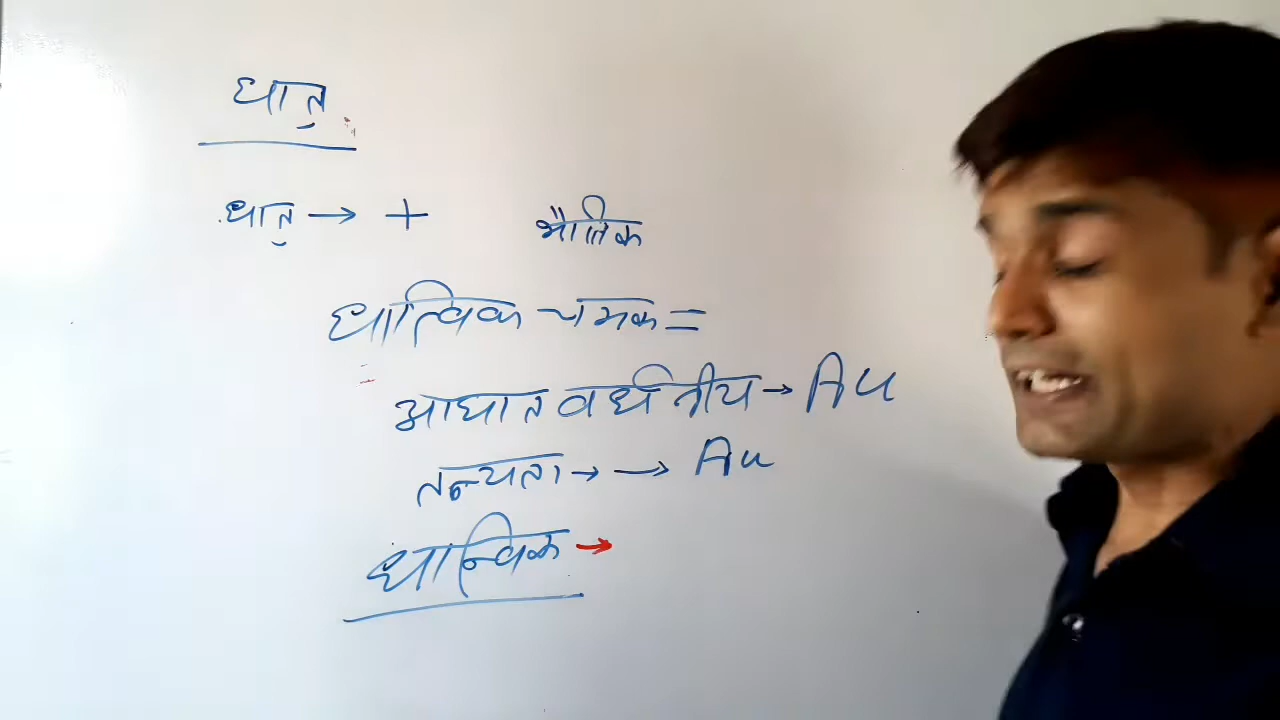 धातु
धातु → + भौतिक
धात्विक चमक =
आघातवर्धनीय → Au
तन्यता → → Au
धान्विक →